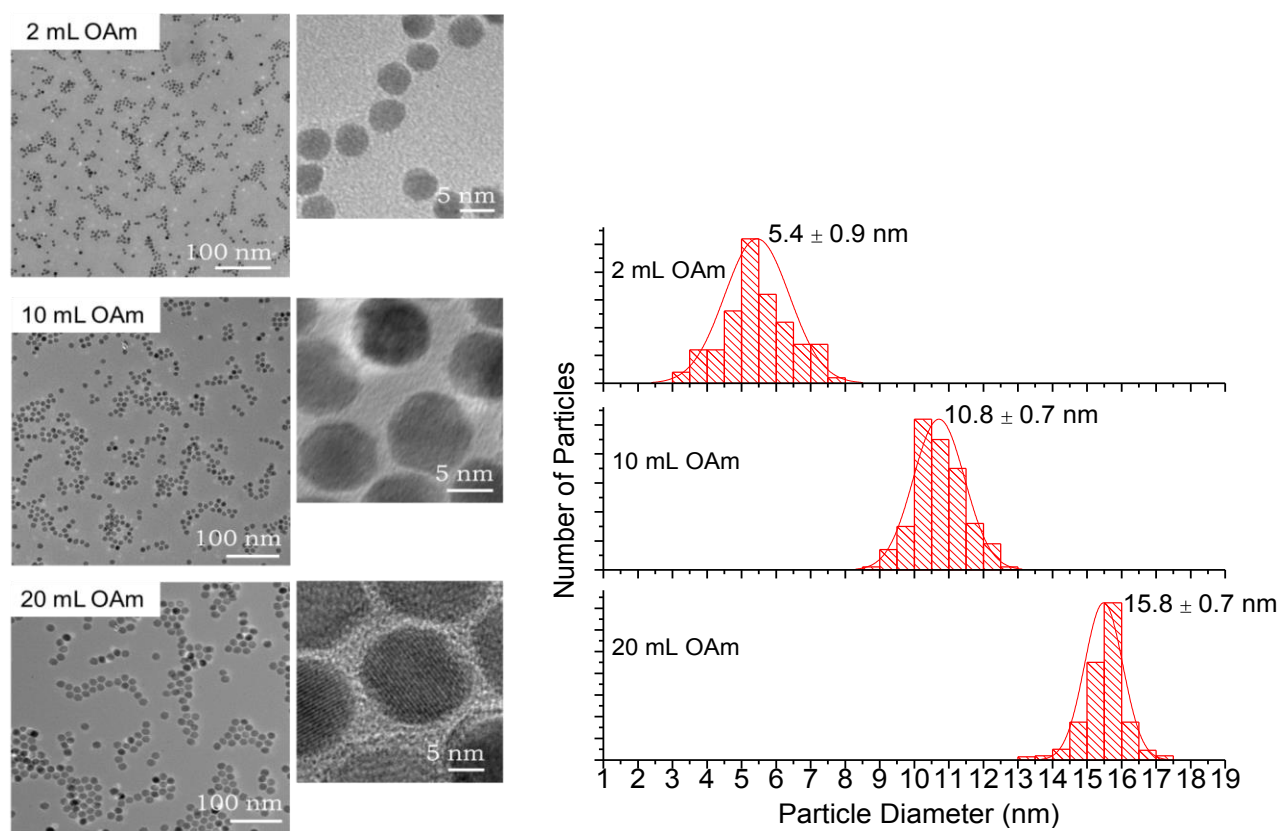 2 mL OAm
100 nm
5 nm
10 mL OAm
100 nm
5 nm
20 mL OAm
100 nm
5 nm
Number of Particles
5.4 ± 0.9 nm
2 mL OAm
10.8 ± 0.7 nm
10 mL OAm
15.8 ± 0.7 nm
20 mL OAm
1 2 3 4 5 6 7 8 9 10 11 12 13 14 15 16 17 18 19
Particle Diameter (nm)